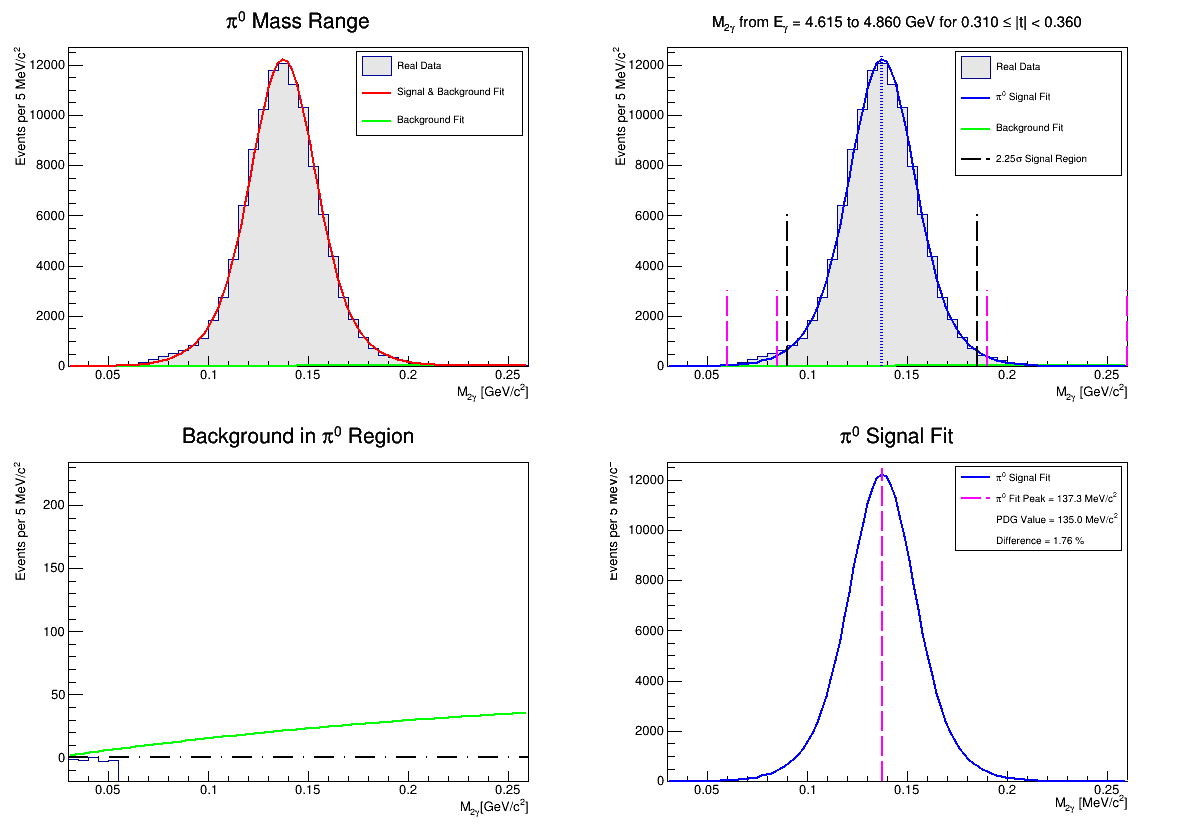 π⁰ Mass Range
Events per 5 MeV/c²
12000
10000
8000
6000
4000
2000
0
Real Data
Signal & Background Fit
Background Fit
0.05
0.1
0.15
0.2
0.25
M₂γ [GeV/c²]
M₂γ from Eγ = 4.615 to 4.860 GeV for 0.310 ≤ |t| < 0.360
Events per 5 MeV/c²
12000
10000
8000
6000
4000
2000
0
Real Data
π⁰ Signal Fit
Background Fit
2.25σ Signal Region
0.05
0.1
0.15
0.2
0.25
M₂γ [GeV/c²]
Background in π⁰ Region
Events per 5 MeV/c²
200
150
100
50
0
0.05
0.1
0.15
0.2
0.25
M₂γ[GeV/c²]
π⁰ Signal Fit
Events per 5 MeV/c
12000
10000
8000
6000
4000
2000
0
π⁰ Signal Fit
π⁰ Fit Peak = 137.3 MeV/c²
PDG Value = 135.0 MeV/c²
Difference = 1.76 %
0.05
0.1
0.15
0.2
0.25
M₂γ [MeV/c²]